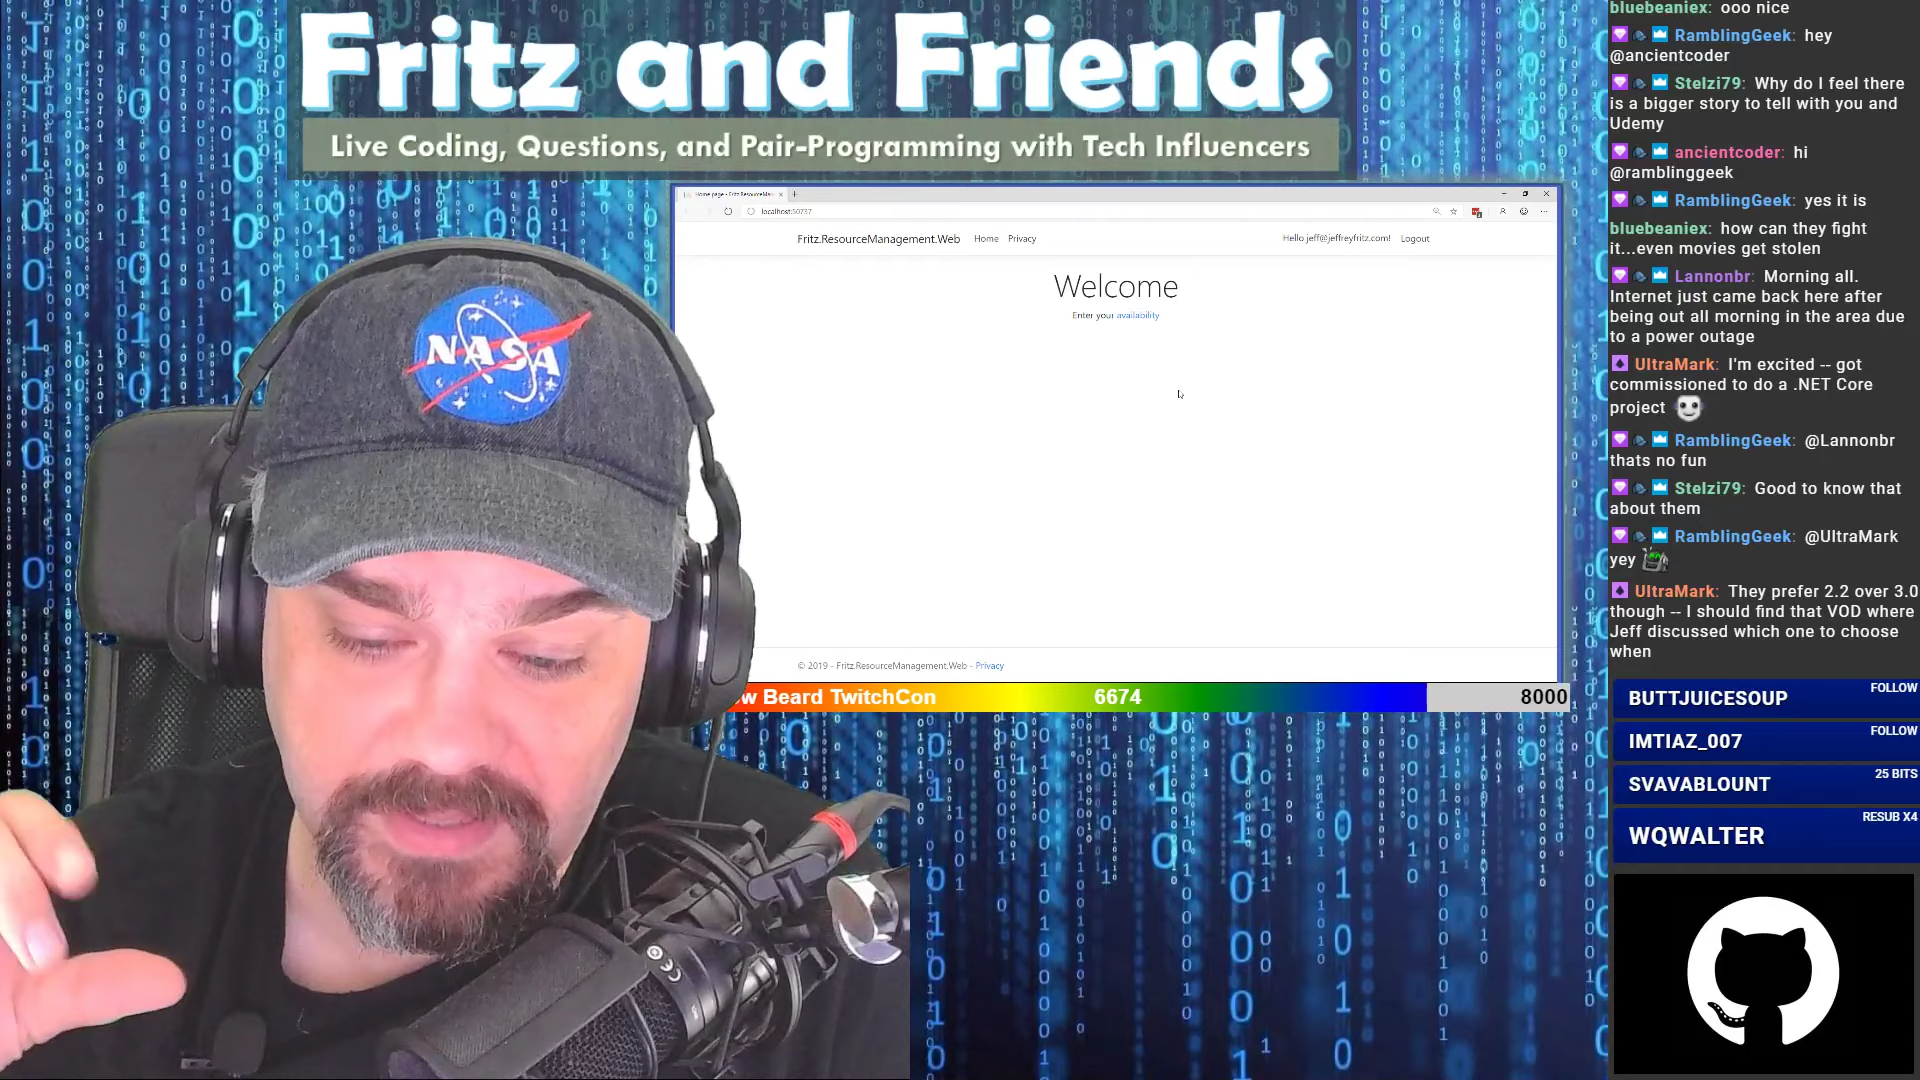 Fritz and Friends
Live Coding, Questions, and Pair-Programming with Tech Influencers
NASA
Home page - Fritz.ResourceMa
localhost:50737
Fritz.ResourceManagement.Web Home Privacy Hello jeff@jeffreyfritz.com! Logout
Welcome
Enter your availability
© 2019 - Fritz.ResourceManagement.Web - Privacy
Beard TwitchCon 6674 8000
bluebeaniex: ooo nice
RamblingGeek: hey
@ancientcoder
Stelzi79: Why do I feel there
is a bigger story to tell with you and
Udemy
ancientcoder: hi
@ramblinggeek
RamblingGeek: yes it is
bluebeaniex: how can they fight
it...even movies get stolen
Lannonbr: Morning all.
Internet just came back here after
being out all morning in the area due
to a power outage
UltraMark: I'm excited -- got
commissioned to do a .NET Core
project
RamblingGeek: @Lannonbr
thats no fun
Stelzi79: Good to know that
about them
RamblingGeek: @UltraMark
yey
UltraMark: They prefer 2.2 over 3.0
though -- I should find that VOD where
Jeff discussed which one to choose
when
BUTTJUICESOUP FOLLOW
IMTIAZ_007 FOLLOW
SVAVABLOUNT 25 BITS
WQWALTER RESUB X4